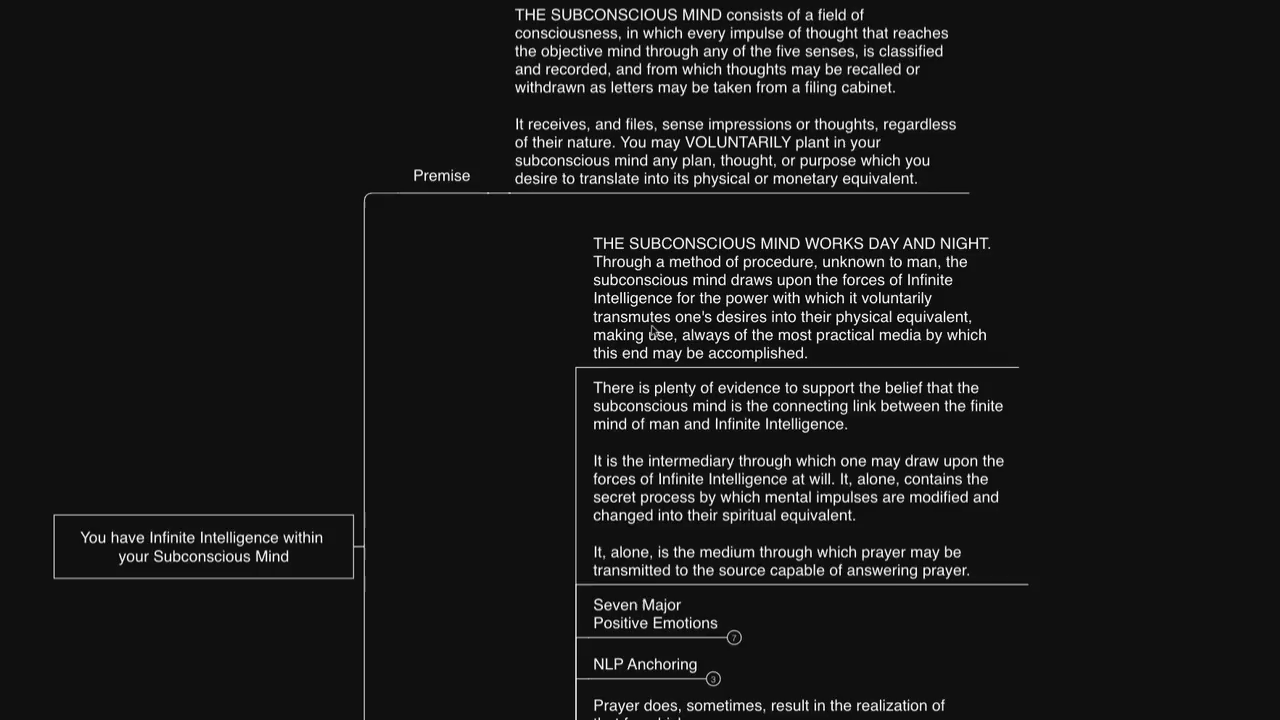 THE SUBCONSCIOUS MIND consists of a field of
consciousness, in which every impulse of thought that reaches
the objective mind through any of the five senses, is classified
and recorded, and from which thoughts may be recalled or
withdrawn as letters may be taken from a filing cabinet.
It receives, and files, sense impressions or thoughts, regardless
of their nature. You may VOLUNTARILY plant in your
subconscious mind any plan, thought, or purpose which you
desire to translate into its physical or monetary equivalent.
Premise
THE SUBCONSCIOUS MIND WORKS DAY AND NIGHT.
Through a method of procedure, unknown to man, the
subconscious mind draws upon the forces of Infinite
Intelligence for the power with which it voluntarily
transmutes one's desires into their physical equivalent,
making use, always of the most practical media by which
this end may be accomplished.
There is plenty of evidence to support the belief that the
subconscious mind is the connecting link between the finite
mind of man and Infinite Intelligence.
It is the intermediary through which one may draw upon the
forces of Infinite Intelligence at will. It, alone, contains the
secret process by which mental impulses are modified and
changed into their spiritual equivalent.
It, alone, is the medium through which prayer may be
transmitted to the source capable of answering prayer.
You have Infinite Intelligence within
your Subconscious Mind
Seven Major
Positive Emotions
7
NLP Anchoring
3
Prayer does, sometimes, result in the realization of